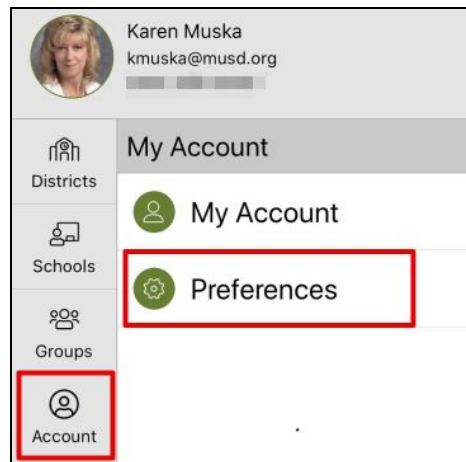 Karen Muska
kmuska@musd.org
My Account
Districts
Schools
Groups
Account
My Account
Preferences